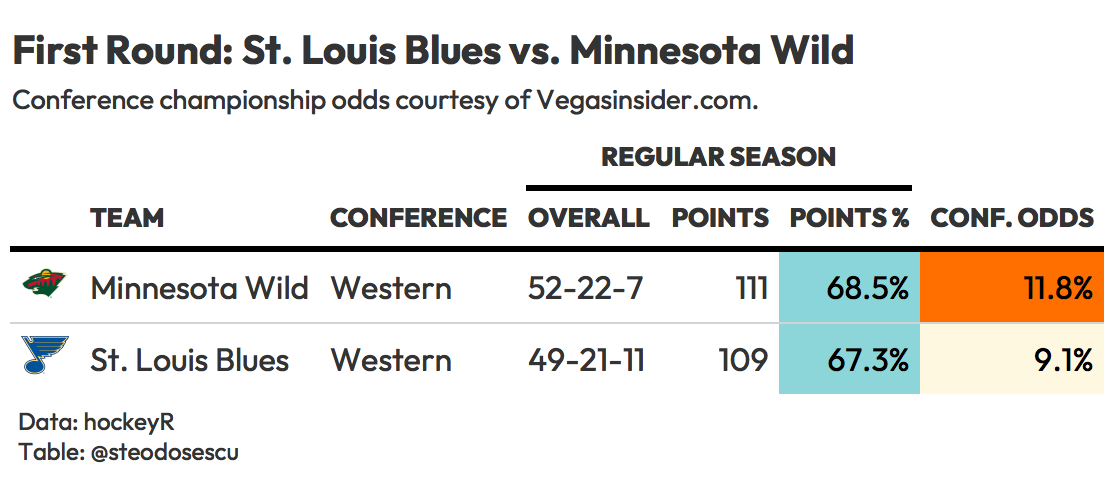 First Round: St. Louis Blues vs. Minnesota Wild
Conference championship odds courtesy of Vegasinsider.com.
REGULAR SEASON
TEAM CONFERENCE OVERALL POINTS POINTS % CONF. ODDS
Minnesota Wild Western 52-22-7 111 68.5% 11.8%
St. Louis Blues Western 49-21-11 109 67.3% 9.1%
Data: hockeyR
Table: @steodosescu